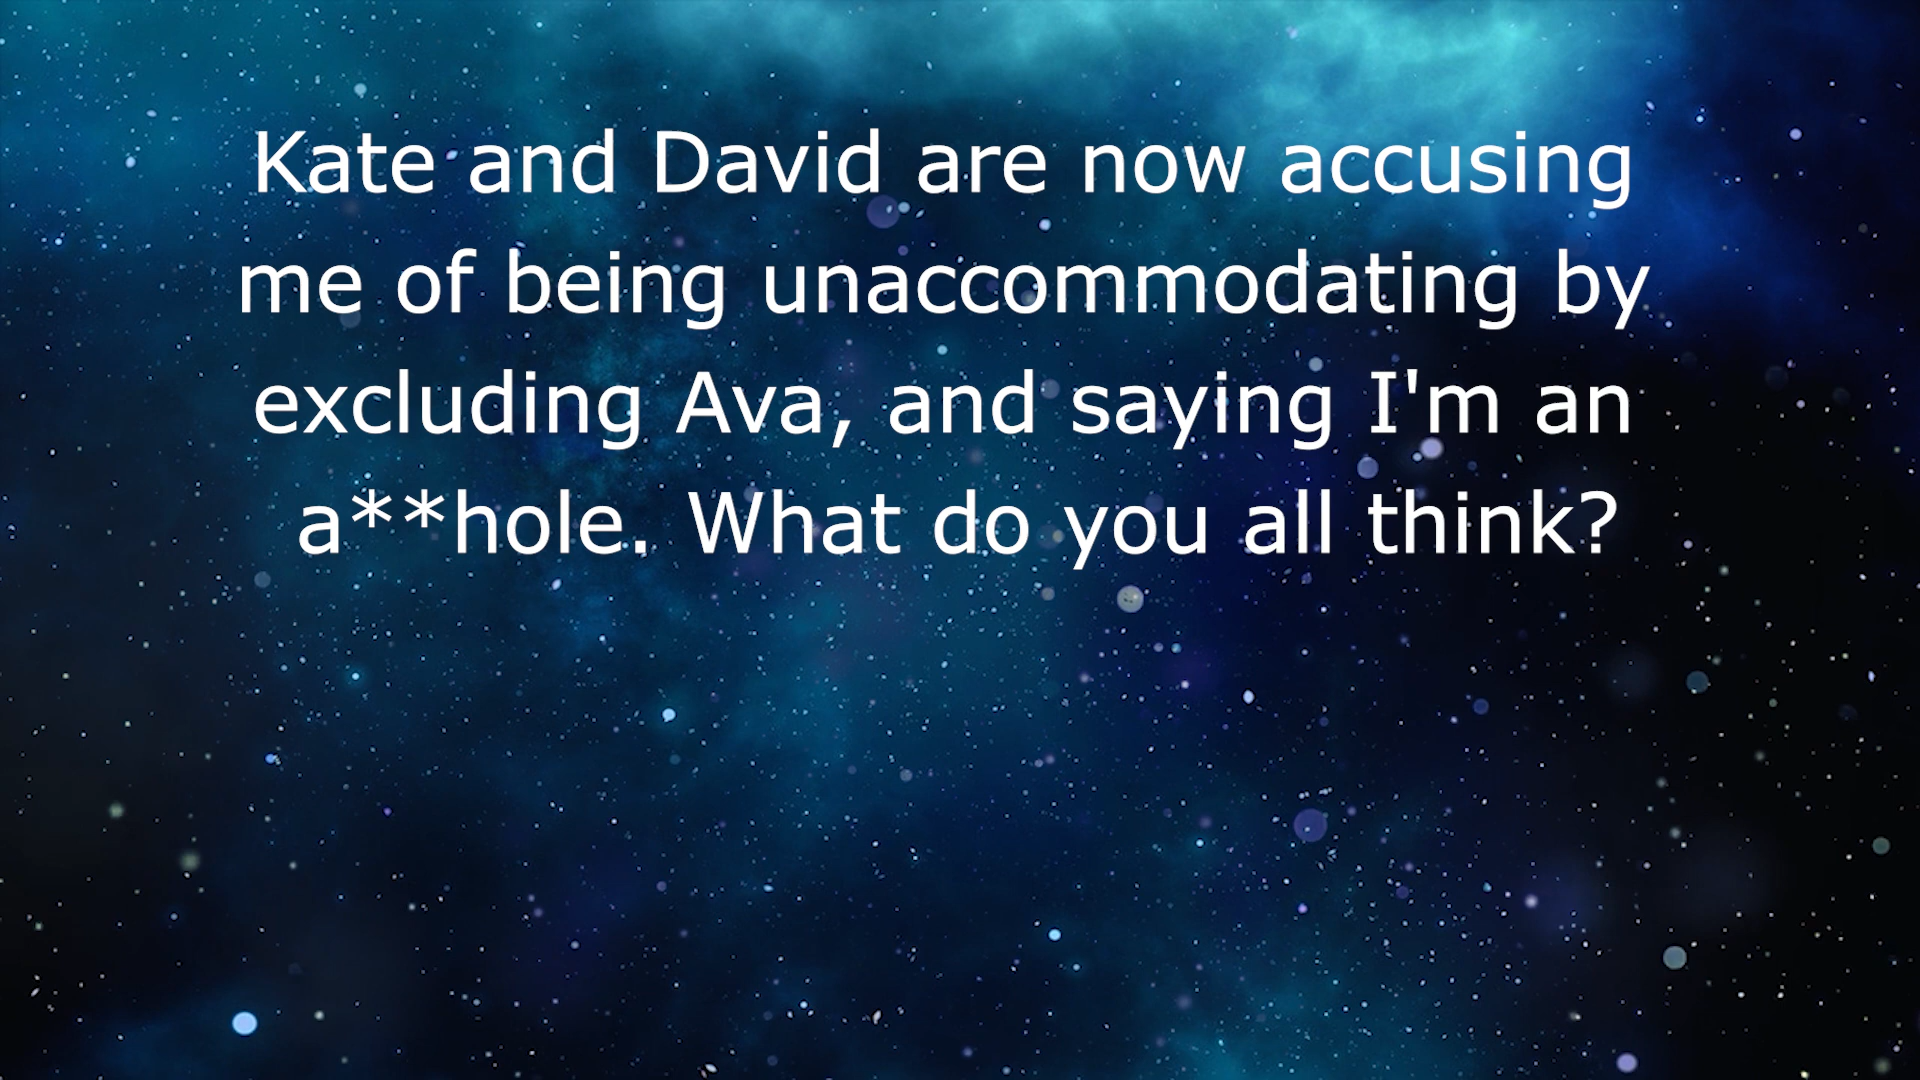 Kate and David are now accusing
me of being unaccommodating by
excluding Ava, and saying I'm an
a**hole. What do you all think?